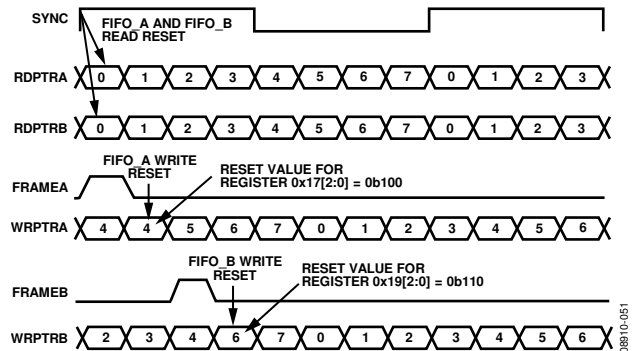 SYNC
FIFO_A AND FIFO_B
READ RESET
RDPTRA 0 1 2 3 4 5 6 7 0 1 2 3
RDPTRB 0 1 2 3 4 5 6 7 0 1 2 3
FIFO_A WRITE
RESET
RESET VALUE FOR
REGISTER 0x17[2:0] = 0b100
FRAMEA
WRPTRA 4 4 5 6 7 0 1 2 3 4 5 6
FIFO_B WRITE
RESET
RESET VALUE FOR
REGISTER 0x19[2:0] = 0b110
FRAMEB
WRPTRB 2 3 4 6 7 0 1 2 3 4 5 6
08910-051